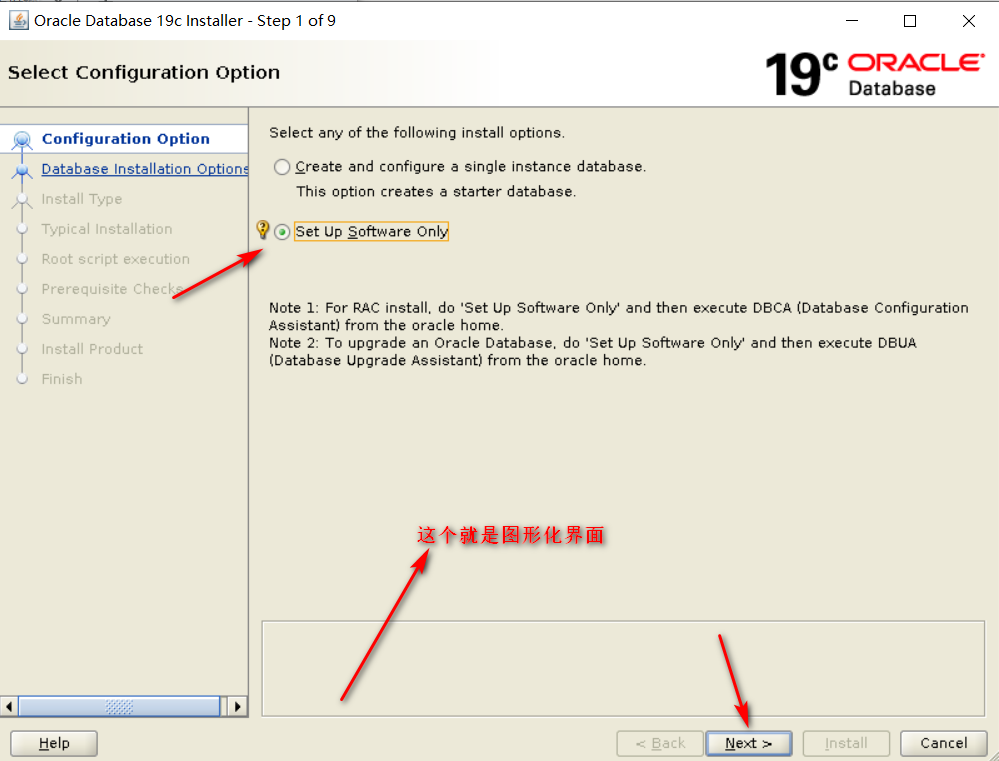 Oracle Database 19c Installer - Step 1 of 9
Select Configuration Option
19c ORACLE
Database
Configuration Option
Database Installation Options
Install Type
Typical Installation
Root script execution
Prerequisite Checks
Summary
Install Product
Finish
Select any of the following install options.
Create and configure a single instance database.
This option creates a starter database.
Set Up Software Only
Note 1: For RAC install, do 'Set Up Software Only' and then execute DBCA (Database Configuration
Assistant) from the oracle home.
Note 2: To upgrade an Oracle Database, do 'Set Up Software Only' and then execute DBUA
(Database Upgrade Assistant) from the oracle home.
这个就是图形化界面
Help
< Back
Next >
Install
Cancel